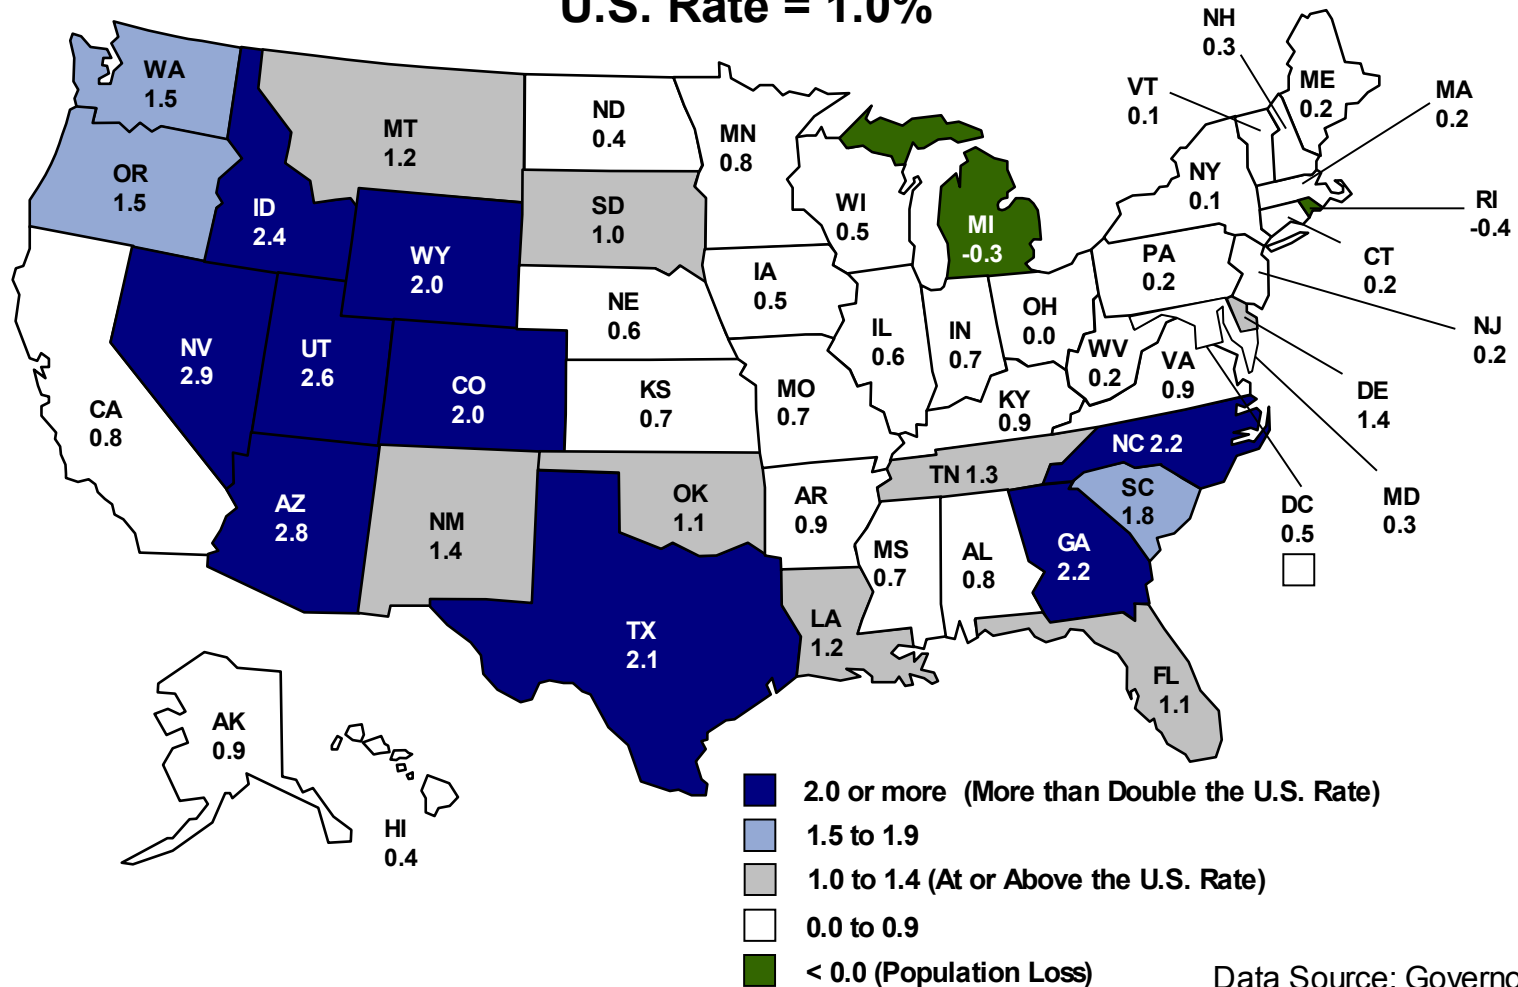 U.S. Rate = 1.0%
NH
0.3
VT
0.1
ME
0.2
MA
0.2
WA
1.5
MT
1.2
ND
0.4
MN
0.8
OR
1.5
ID
2.4
SD
1.0
WI
0.5
MI
-0.3
NY
0.1
RI
-0.4
WY
2.0
IA
0.5
PA
0.2
CT
0.2
NE
0.6
IL
0.6
IN
0.7
OH
0.0
NJ
0.2
NV
2.9
UT
2.6
CO
2.0
KS
0.7
MO
0.7
WV
0.2
VA
0.9
KY
0.9
DE
1.4
CA
0.8
NC 2.2
TN 1.3
AZ
2.8
NM
1.4
OK
1.1
AR
0.9
SC
1.8
DC
0.5
MD
0.3
MS
0.7
AL
0.8
GA
2.2
TX
2.1
LA
1.2
FL
1.1
AK
0.9
HI
0.4
2.0 or more (More than Double the U.S. Rate)
1.5 to 1.9
1.0 to 1.4 (At or Above the U.S. Rate)
0.0 to 0.9
< 0.0 (Population Loss)
Data Source: Governo